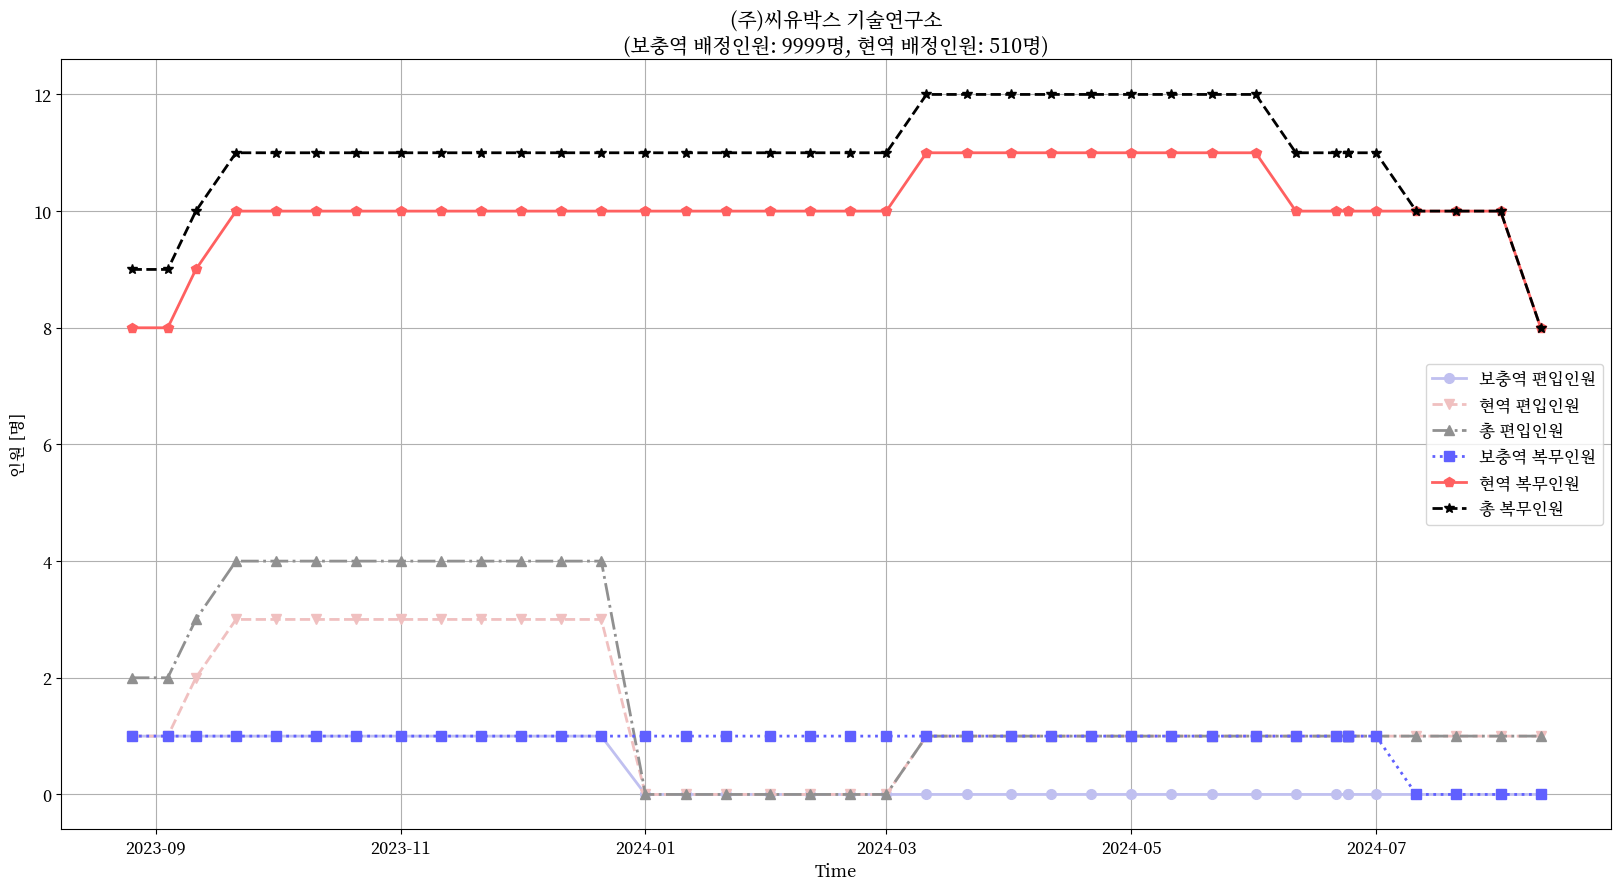 (주)씨유박스 기술연구소
(보충역 배정인원: 9999명, 현역 배정인원: 510명)
인원 [명]
12
10
8
6
4
2
0
보충역 편입인원
현역 편입인원
총 편입인원
보충역 복무인원
현역 복무인원
총 복무인원
2023-09
2023-11
2024-01
2024-03
2024-05
2024-07
Time